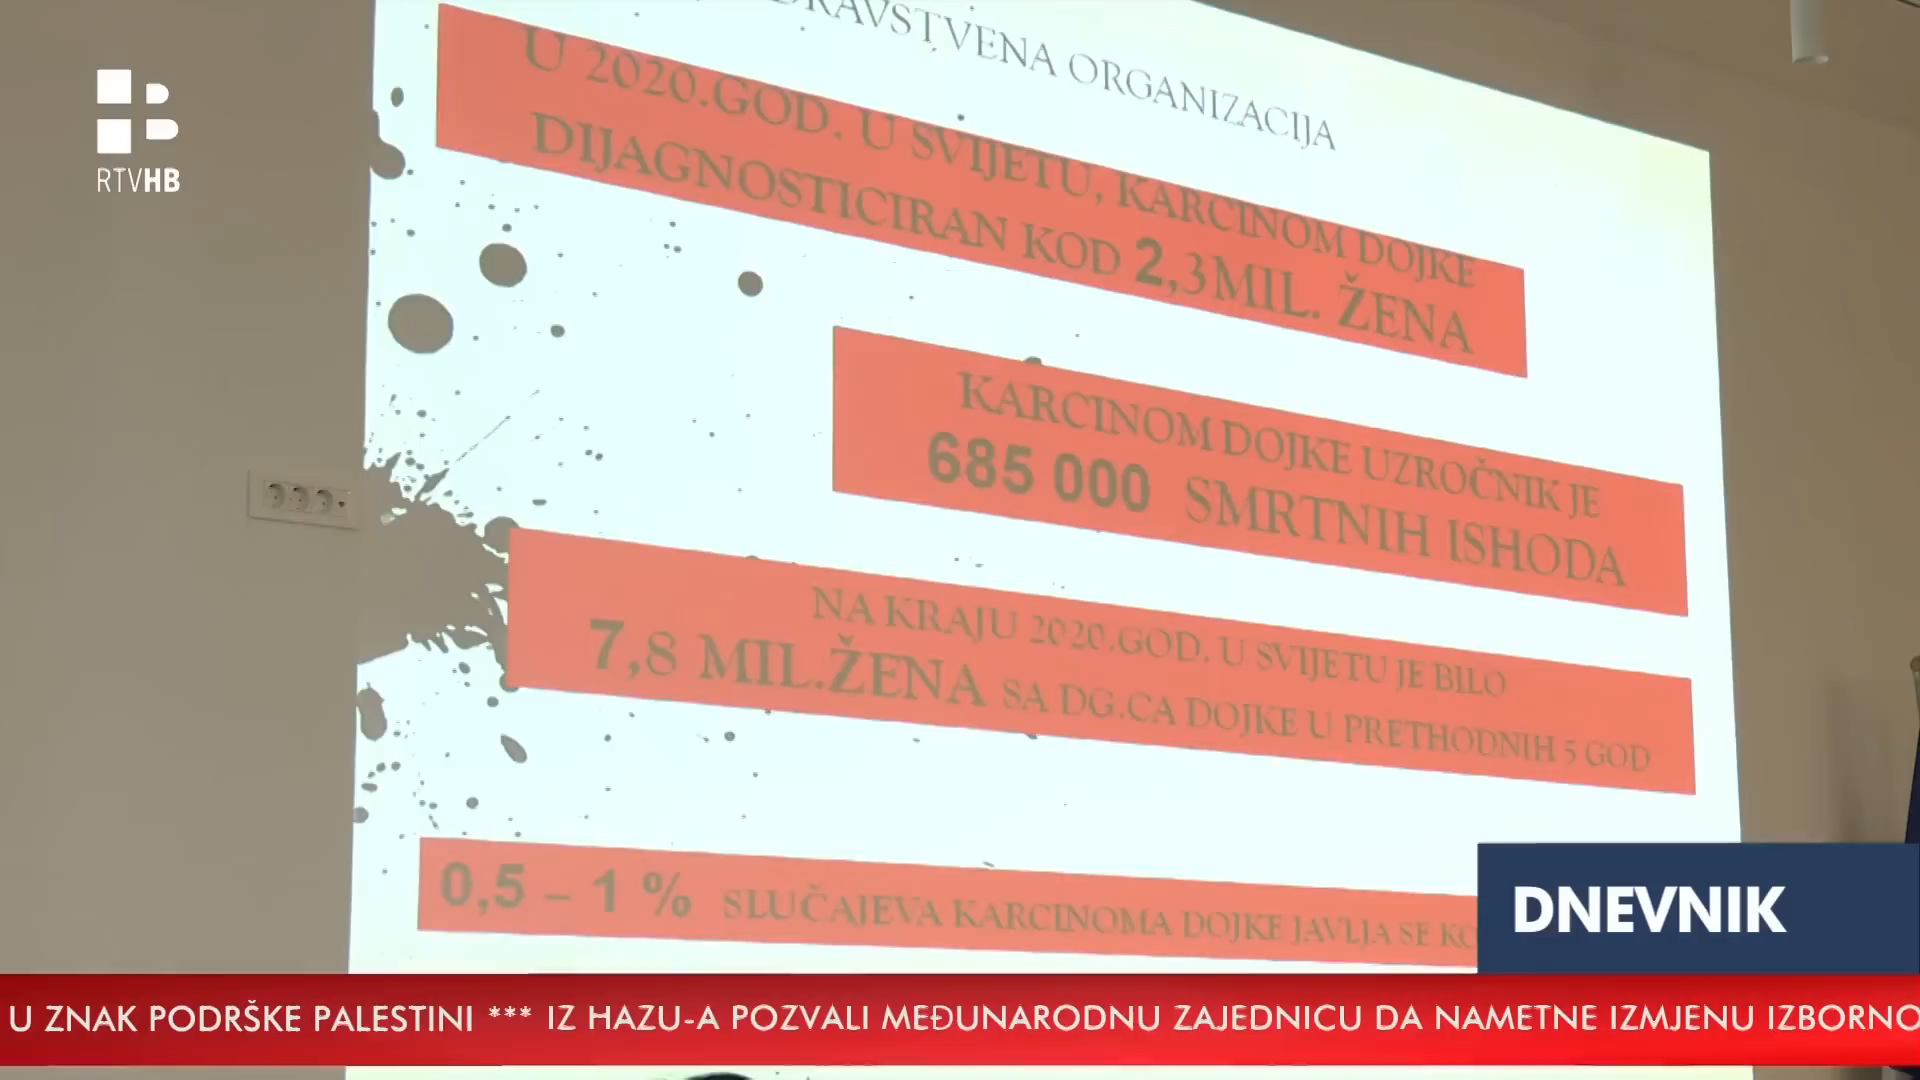 RTVHB
ORGANIZACIJA
U 2020.GOD. U SVIJETU, KARCINOM DOJKE
DIJAGNOSTICIRAN KOD 2,3MIL. ŽENA
KARCINOM DOJKE UZROČNIK JE
685 000 SMRTNIH ISHODA
NA KRAJU 2020.GOD. U SVIJETU JE BILO
7,8 MIL.ŽENA SA DG.CA DOJKE U PRETHODNIH 5 GOD
0,5 – 1 % SLUČAJEVA KARCINOMA DOJKE JAVLJA SE
DNEVNIK
U ZNAK PODRŠKE PALESTINI *** IZ HAZU-A POZVALI MEĐUNARODNU ZAJEDNICU DA NAMETNE IZMJENU